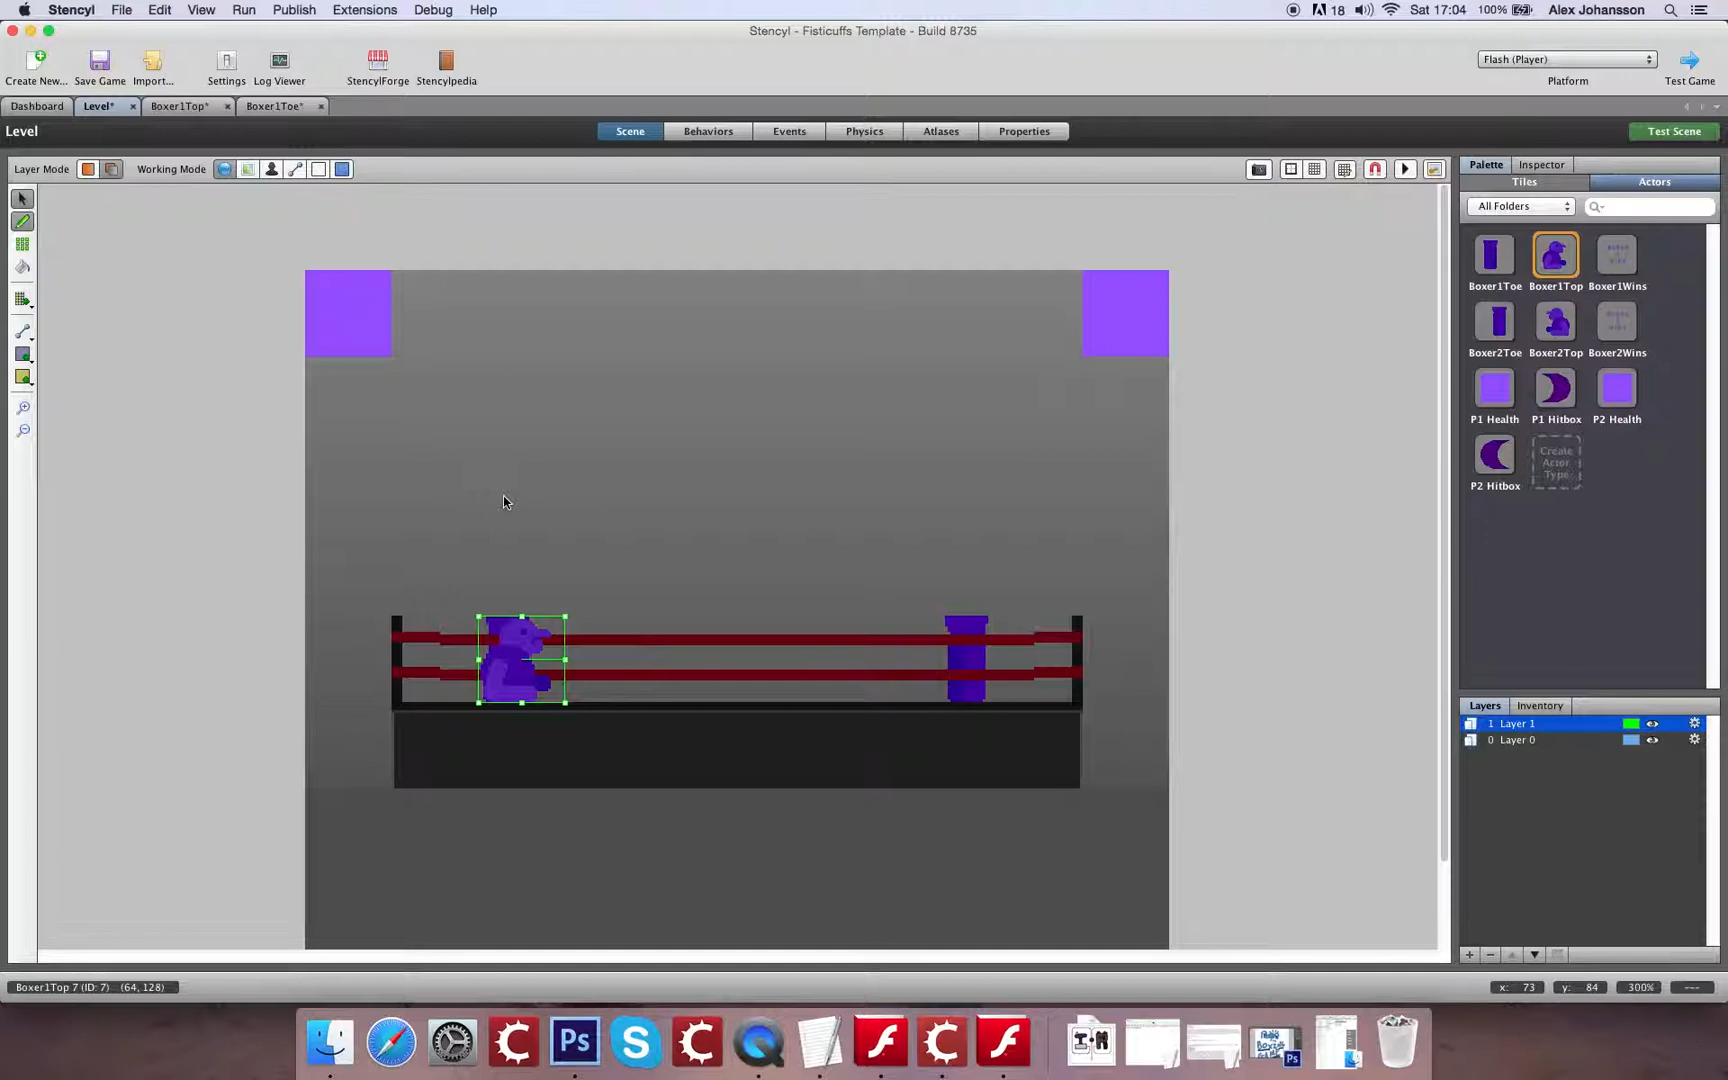 Stencyl File Edit View Run Publish Extensions Debug Help 18 Sat 17:04 100% Alex Johansson
Stencyl - Fisticuffs Template - Build 8735
Create New... Save Game Import... Settings Log Viewer StencylForge Stencylpedia
Flash (Player)
Platform Test Game
Dashboard Level* Boxer1Top* Boxer1Toe*
Level Scene Behaviors Events Physics Atlases Properties Test Scene
Layer Mode Working Mode
Palette Inspector
Tiles Actors
All Folders
Boxer1Toe Boxer1Top Boxer1Wins
Boxer2Toe Boxer2Top Boxer2Wins
P1 Health P1 Hitbox P2 Health
Create
Actor
Type
P2 Hitbox
Layers Inventory
1 Layer 1
0 Layer 0
Boxer1Top 7 (ID: 7) (64, 128)
x: 73 y: 84 300% ---